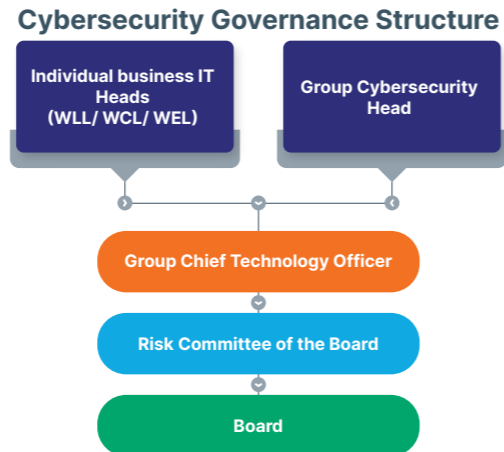 Cybersecurity Governance Structure
Individual business IT
Heads
(WLL/ WCL/ WEL)
Group Cybersecurity
Head
Group Chief Technology Officer
Risk Committee of the Board
Board